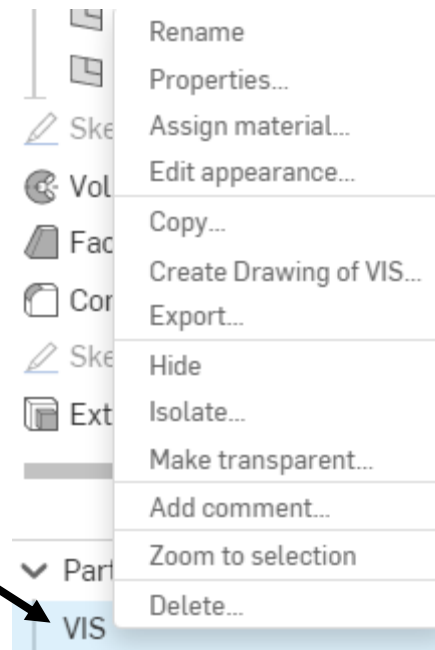 Rename
Properties...
Ske
Assign material...
Vol
Edit appearance...
Copy...
Fac
Create Drawing of VIS...
Cor
Export...
Ske
Hide
Ext
Isolate...
Make transparent...
Add comment...
Zoom to selection
Part
Delete...
VIS